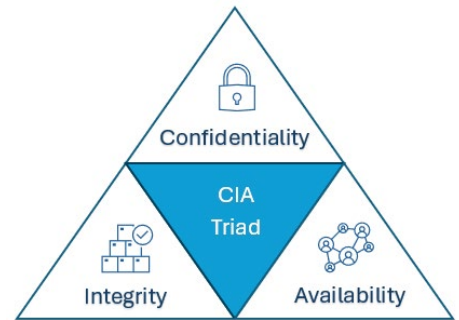 Confidentiality
CIA
Triad
Integrity
Availability